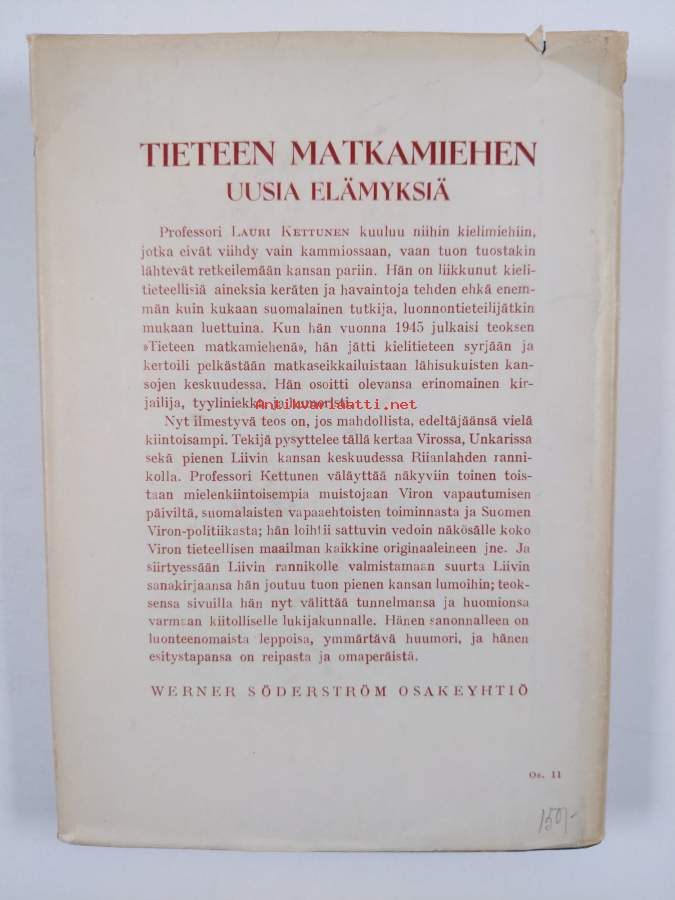 TIETEEN MATKAMIEHEN
UUSIA ELÄMYKSIÄ
Professori LAURI KETTUNEN kuuluu niihin kielimiehiin,
jotka eivät viihdy vain kammiossaan, vaan tuon tuostakin
lähtevät retkeilemään kansan pariin. Hän on liikkunut kieli-
tieteellisiä aineksia keräten ja havaintoja tehden ehkä enem-
män kuin kukaan suomalainen tutkija, luonnontieteilijätkin
mukaan luettuina. Kun hän vuonna 1945 julkaisi teoksen
»Tieteen matkamiehenä», hän jätti kielitieteen syrjään ja
kertoili pelkästään matkaseikkailuistaan lähisukuisten kan-
sojen keskuudessa. Hän osoitti olevansa erinomainen kir-
jailija, tyyliniekka ja humoristi.
Antikvariaatti.net
Nyt ilmestyvä teos on, jos mahdollista, edeltäjäänsä vielä
kiintoisampi. Tekijä pysyttelee tällä kertaa Virossa, Unkarissa
sekä pienen Liivin kansan keskuudessa Riianlahden ranni-
kolla. Professori Kettunen väläyttää näkyviin toinen tois-
taan mielenkiintoisempia muistojaan Viron vapautumisen
päiviltä, suomalaisten vapaaehtoisten toiminnasta ja Suomen
Viron-politiikasta; hän loihtii sattuvin vedoin näkösälle koko
Viron tieteellisen maailman kaikkine originaaleineen jne. Ja
siirtyessään Liivin rannikolle valmistamaan suurta Liivin
sanakirjaansa hän joutuu tuon pienen kansan lumoihin; teok-
sensa sivuilla hän nyt välittää tunnelmansa ja huomionsa
varmaan kiitolliselle lukijakunnalle. Hänen sanonnalleen on
luonteenomaista leppoisa, ymmärtävä huumori, ja hänen
esitystapansa on reipasta ja omaperäistä.
WERNER SÖDERSTRÖM OSAKEYHTIÖ
Os. 11
150/-